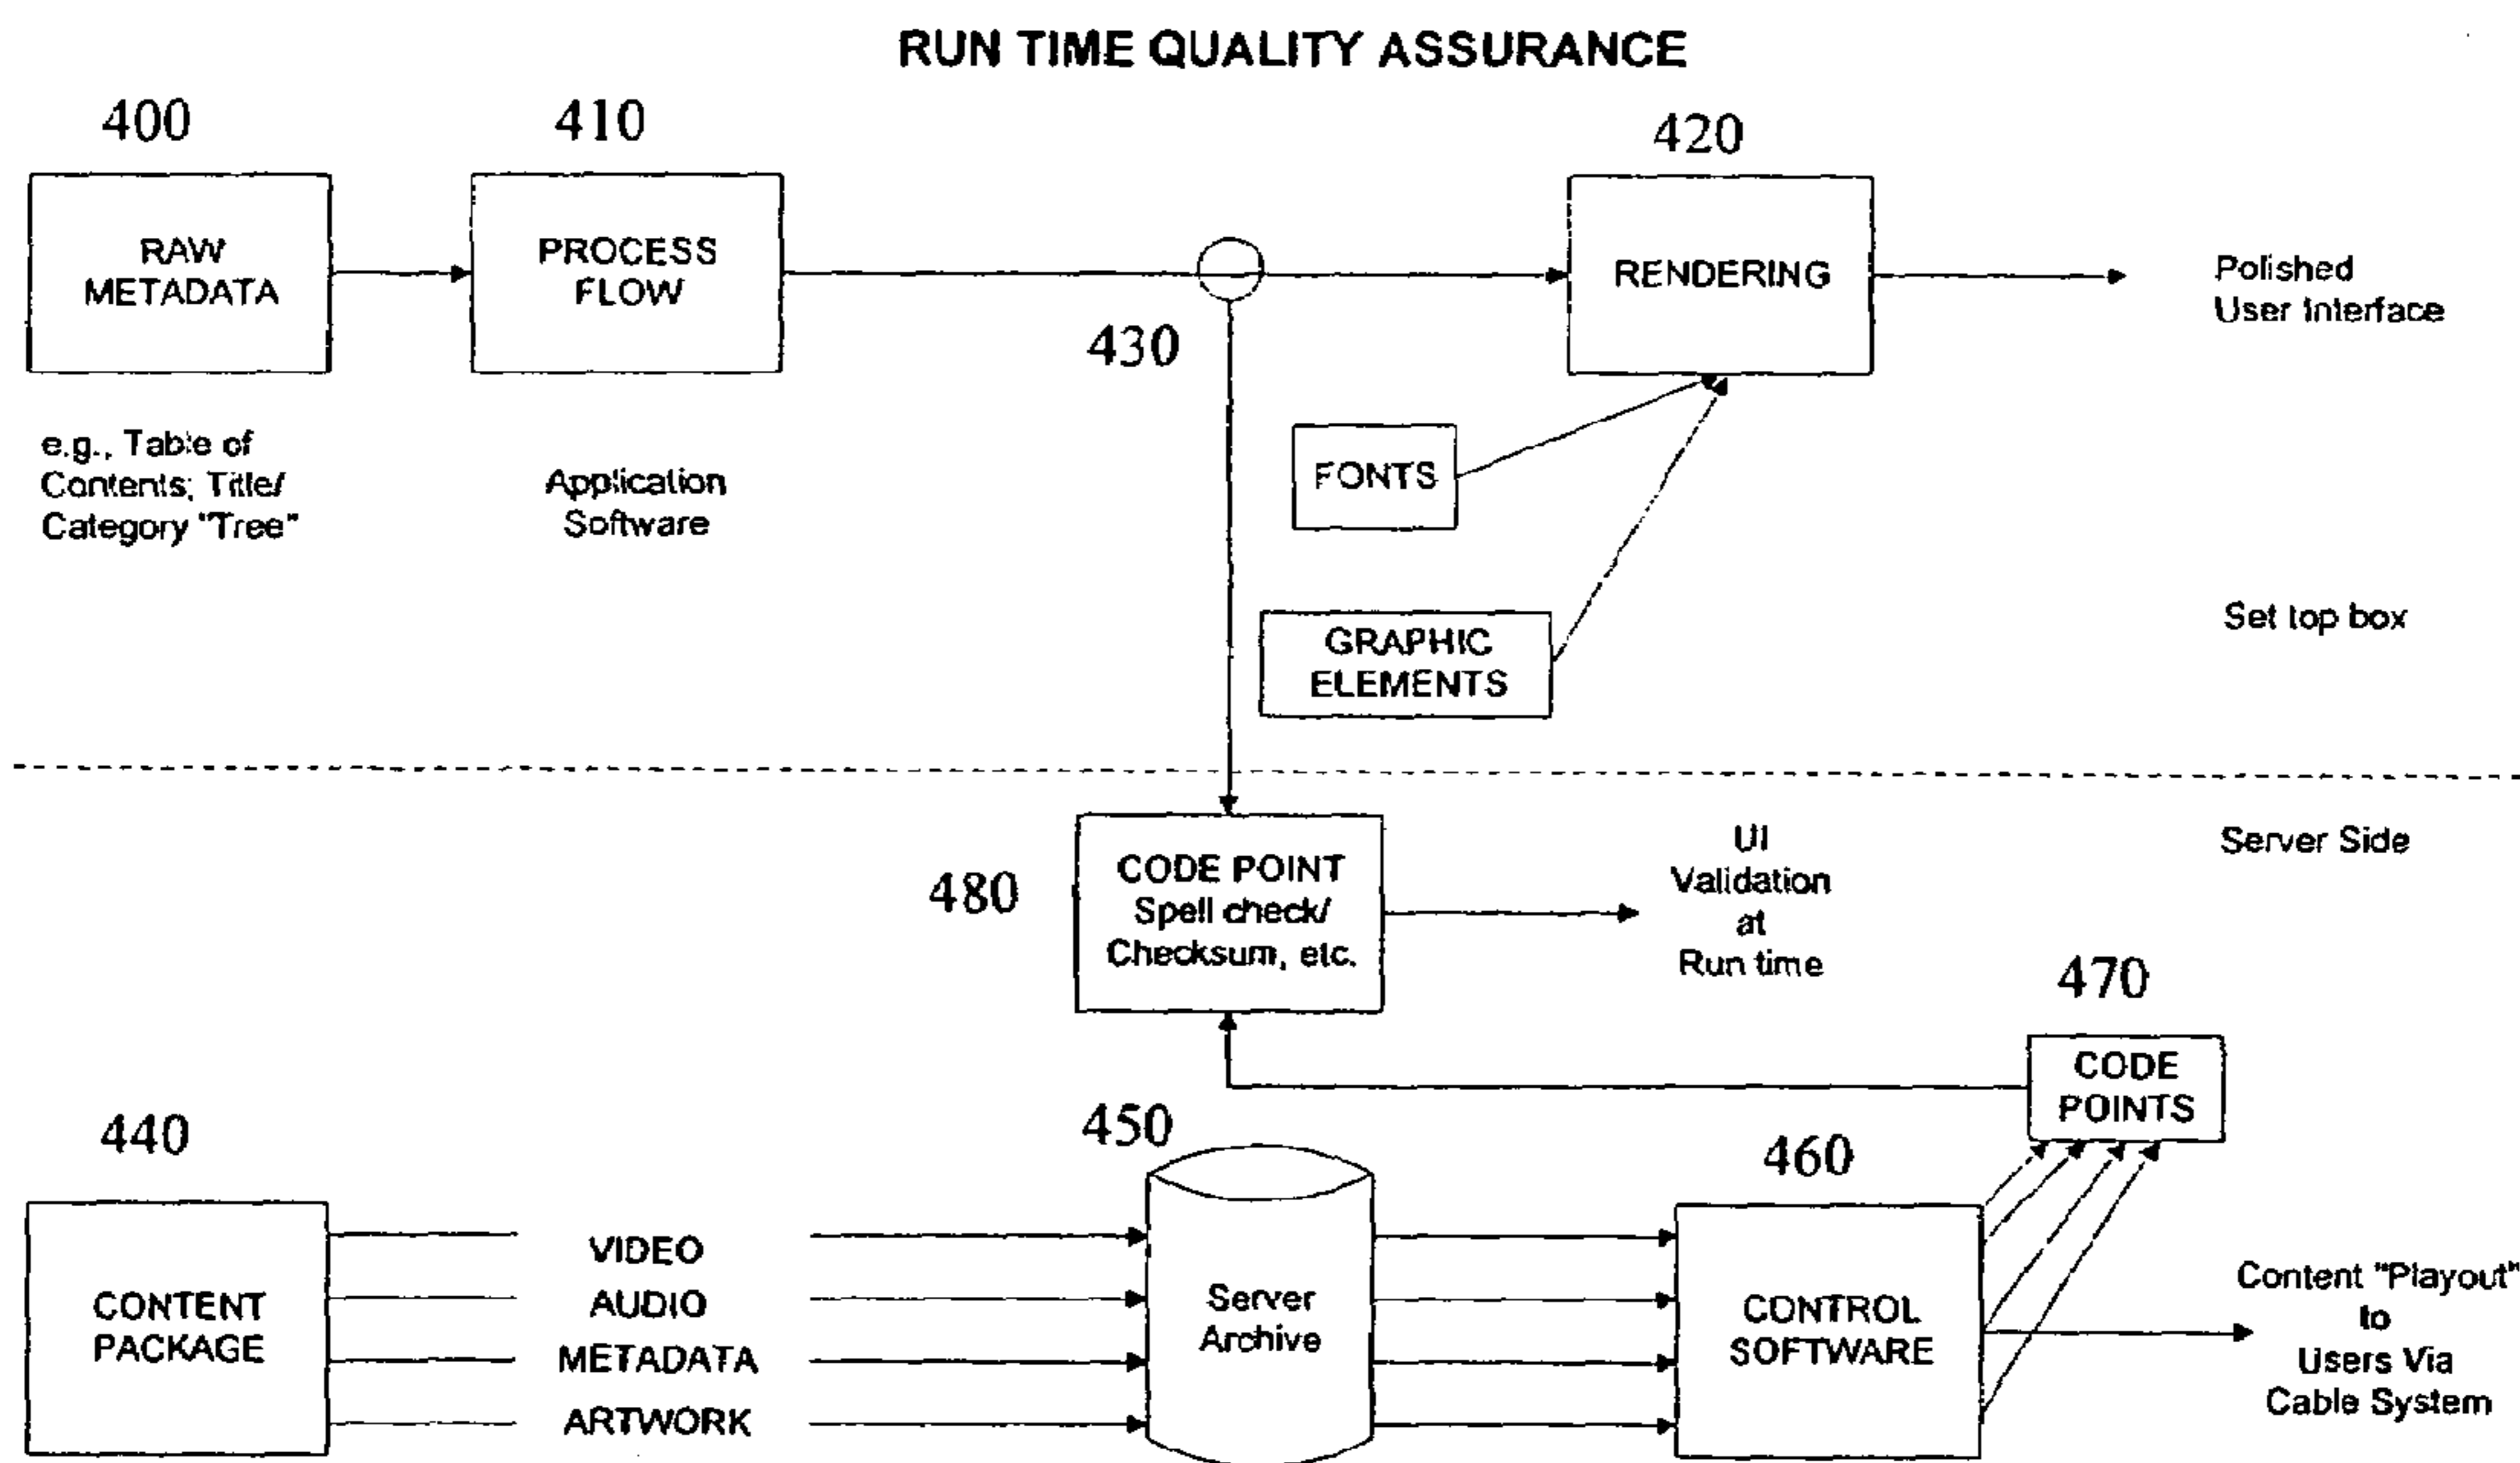 RUN TIME QUALITY ASSURANCE
400
410
420
RAW
METADATA
PROCESS
FLOW
RENDERING
Polished
User Interface
430
e.g., Table of
Contents; Title/
Category "Tree"
Application
Software
FONTS
GRAPHIC
ELEMENTS
Set top box
480
CODE POINT
Spell check/
Checksum, etc.
UI
Validation
at
Run time
Server Side
470
CODE
POINTS
440
450
460
CONTENT
PACKAGE
VIDEO
AUDIO
METADATA
ARTWORK
Server
Archive
CONTROL
SOFTWARE
Content "Playout"
to
Users Via
Cable System